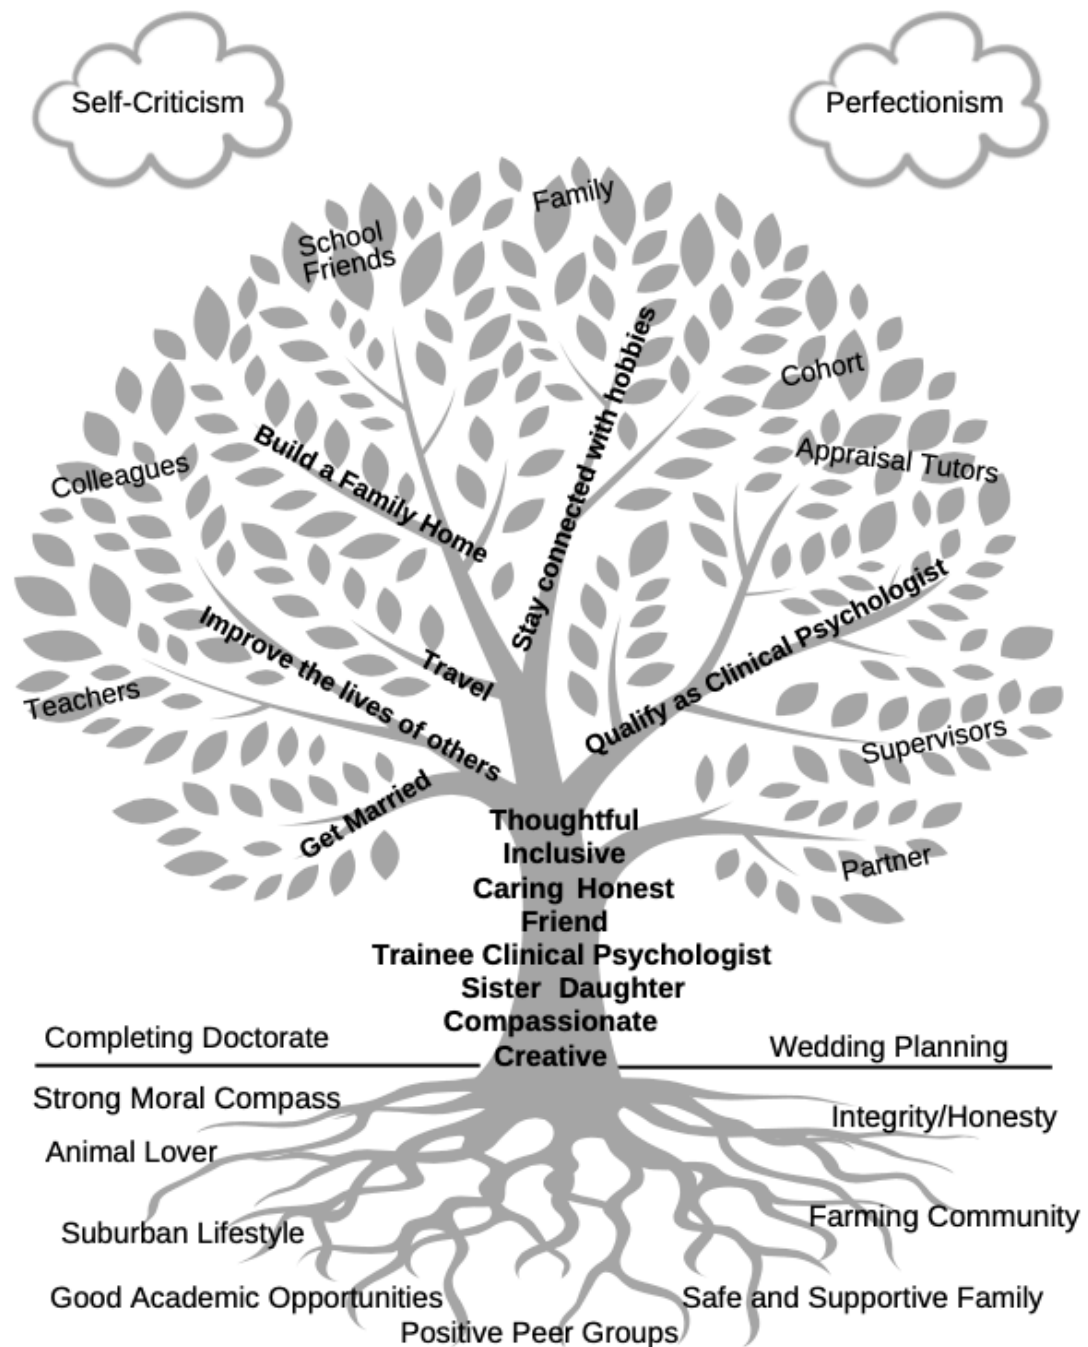 Self-Criticism
Perfectionism
Family
School
Friends
Stay connected with hobbies
Cohort
Build a Family Home
Appraisal Tutors
Colleagues
Qualify as Clinical Psychologist
Improve the lives of others
Travel
Teachers
Supervisors
Get Married
Partner
Thoughtful
Inclusive
Caring Honest
Friend
Trainee Clinical Psychologist
Sister Daughter
Compassionate
Creative
Completing Doctorate
Wedding Planning
Strong Moral Compass
Integrity/Honesty
Animal Lover
Farming Community
Suburban Lifestyle
Good Academic Opportunities
Safe and Supportive Family
Positive Peer Groups